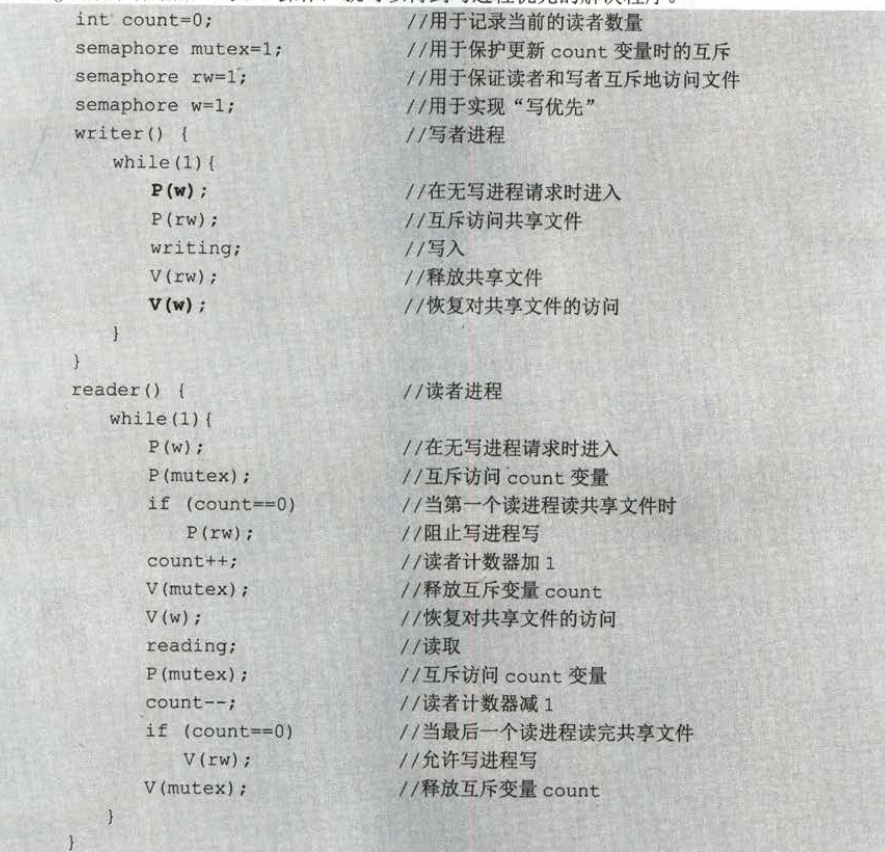 int count=0; //用于记录当前的读者数量
semaphore mutex=1; //用于保护更新 count 变量时的互斥
semaphore rw=1; //用于保证读者和写者互斥地访问文件
semaphore w=1; //用于实现“写优先”
writer() { //写者进程
while(1){
P(w); //在无写进程请求时进入
P(rw); //互斥访问共享文件
writing; //写入
V(rw); //释放共享文件
V(w); //恢复对共享文件的访问
}
}
reader() { //读者进程
while(1){
P(w); //在无写进程请求时进入
P(mutex); //互斥访问 count 变量
if (count==0) //当第一个读进程读共享文件时
P(rw); //阻止写进程写
count++; //读者计数器加 1
V(mutex); //释放互斥变量 count
V(w); //恢复对共享文件的访问
reading; //读取
P(mutex); //互斥访问 count 变量
count--; //读者计数器减 1
if (count==0) //当最后一个读进程读完共享文件
V(rw); //允许写进程写
V(mutex); //释放互斥变量 count
}
}